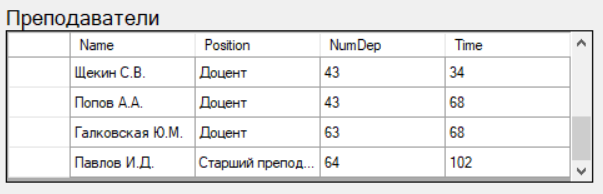 Преподаватели
Name Position NumDep Time
Щекин С.В. Доцент 43 34
Попов А.А. Доцент 43 68
Галковская Ю.М. Доцент 63 68
Павлов И.Д. Старший препод... 64 102